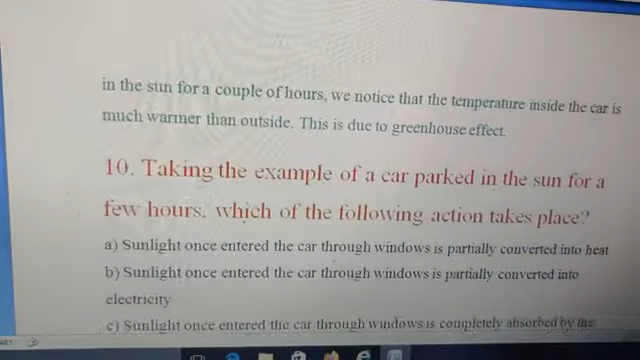 in the sun for a couple of hours, we notice that the temperature inside the car is
much warmer than outside. This is due to greenhouse effect.
10. Taking the example of a car parked in the sun for a
few hours. which of the following action takes place?
a) Sunlight once entered the car through windows is partially converted into heat
b) Sunlight once entered the car through windows is partially converted into
electricity
c) Sunlight once entered the car through windows is completely absorbed by the